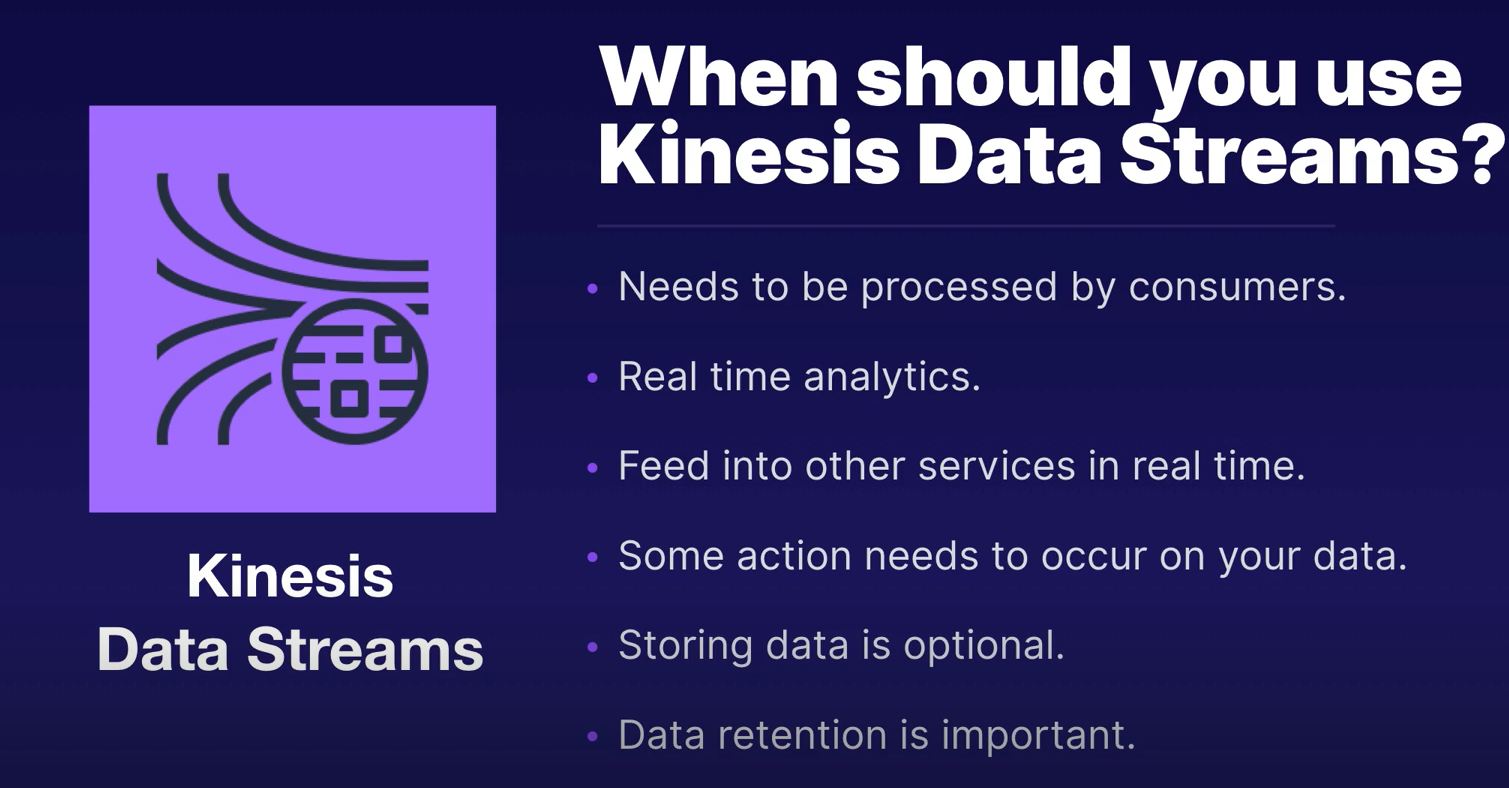 When should you use
Kinesis Data Streams?
Needs to be processed by consumers.
Real time analytics.
Feed into other services in real time.
Some action needs to occur on your data.
Storing data is optional.
Data retention is important.
Kinesis
Data Streams